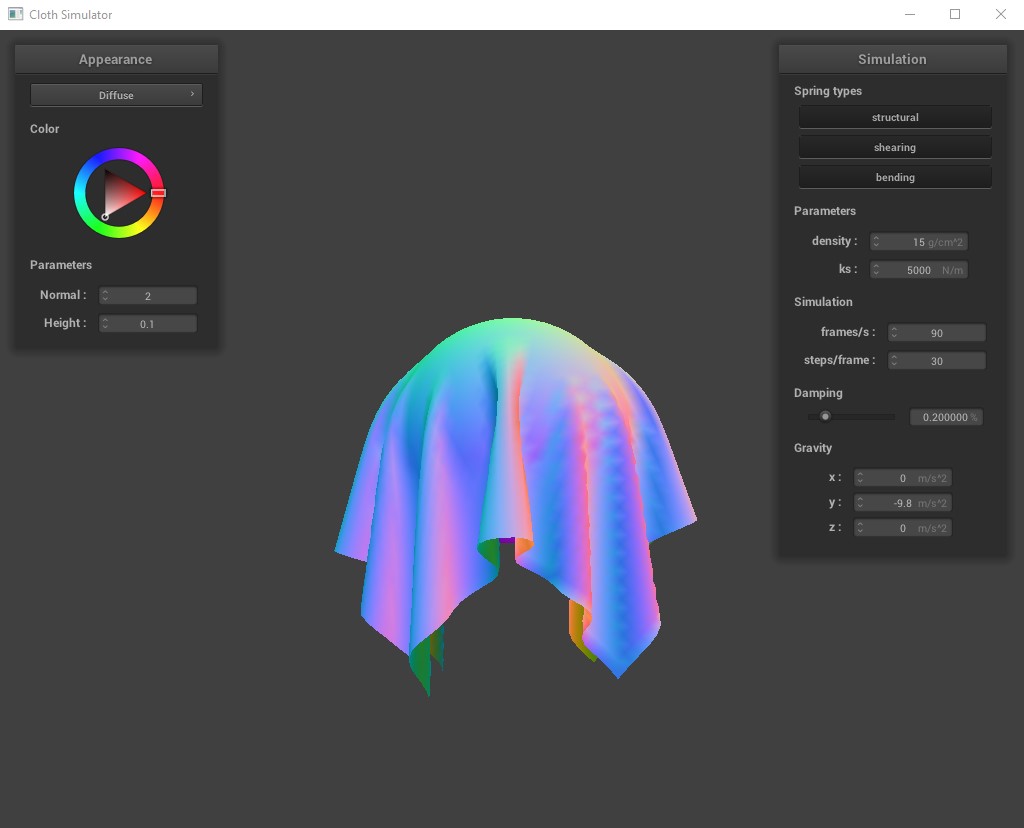 Cloth Simulator
Appearance
Diffuse
Color
Parameters
Normal : 2
Height : 0.1
Simulation
Spring types
structural
shearing
bending
Parameters
density : 15 g/cm^2
ks : 5000 N/m
Simulation
frames/s : 90
steps/frame : 30
Damping
0.200000 %
Gravity
x : 0 m/s^2
y : -9.8 m/s^2
z : 0 m/s^2